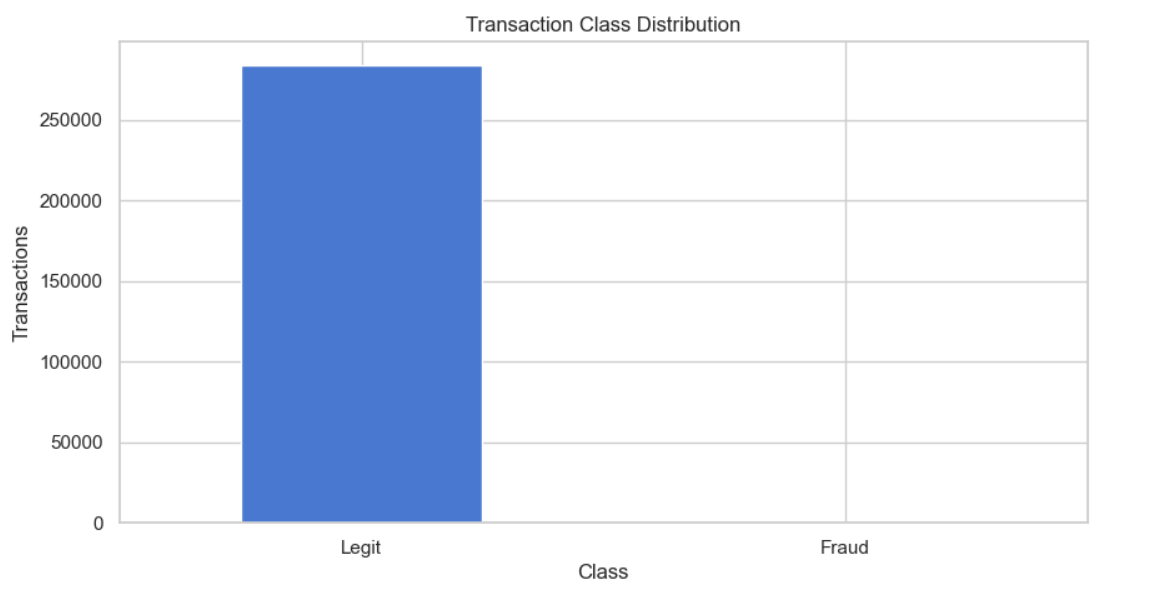 Transaction Class Distribution
250000
200000
150000
100000
50000
0
Transactions
Legit
Fraud
Class